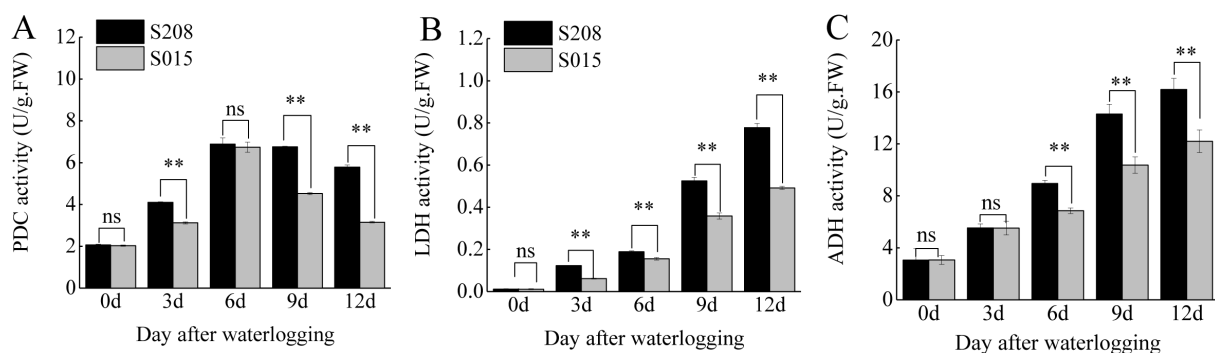 A
S208
S015
PDC activity (U/g.FW)
12
10
8
6
4
2
0
ns
**
ns
**
**
0d 3d 6d 9d 12d
Day after waterlogging
B
S208
S015
LDH activity (U/g.FW)
1.2
1.0
0.8
0.6
0.4
0.2
0.0
ns
**
**
**
**
0d 3d 6d 9d 12d
Day after waterlogging
C
ADH activity (U/g.FW)
20
16
12
8
4
0
ns
ns
**
**
**
0d 3d 6d 9d 12d
Day after waterlogging